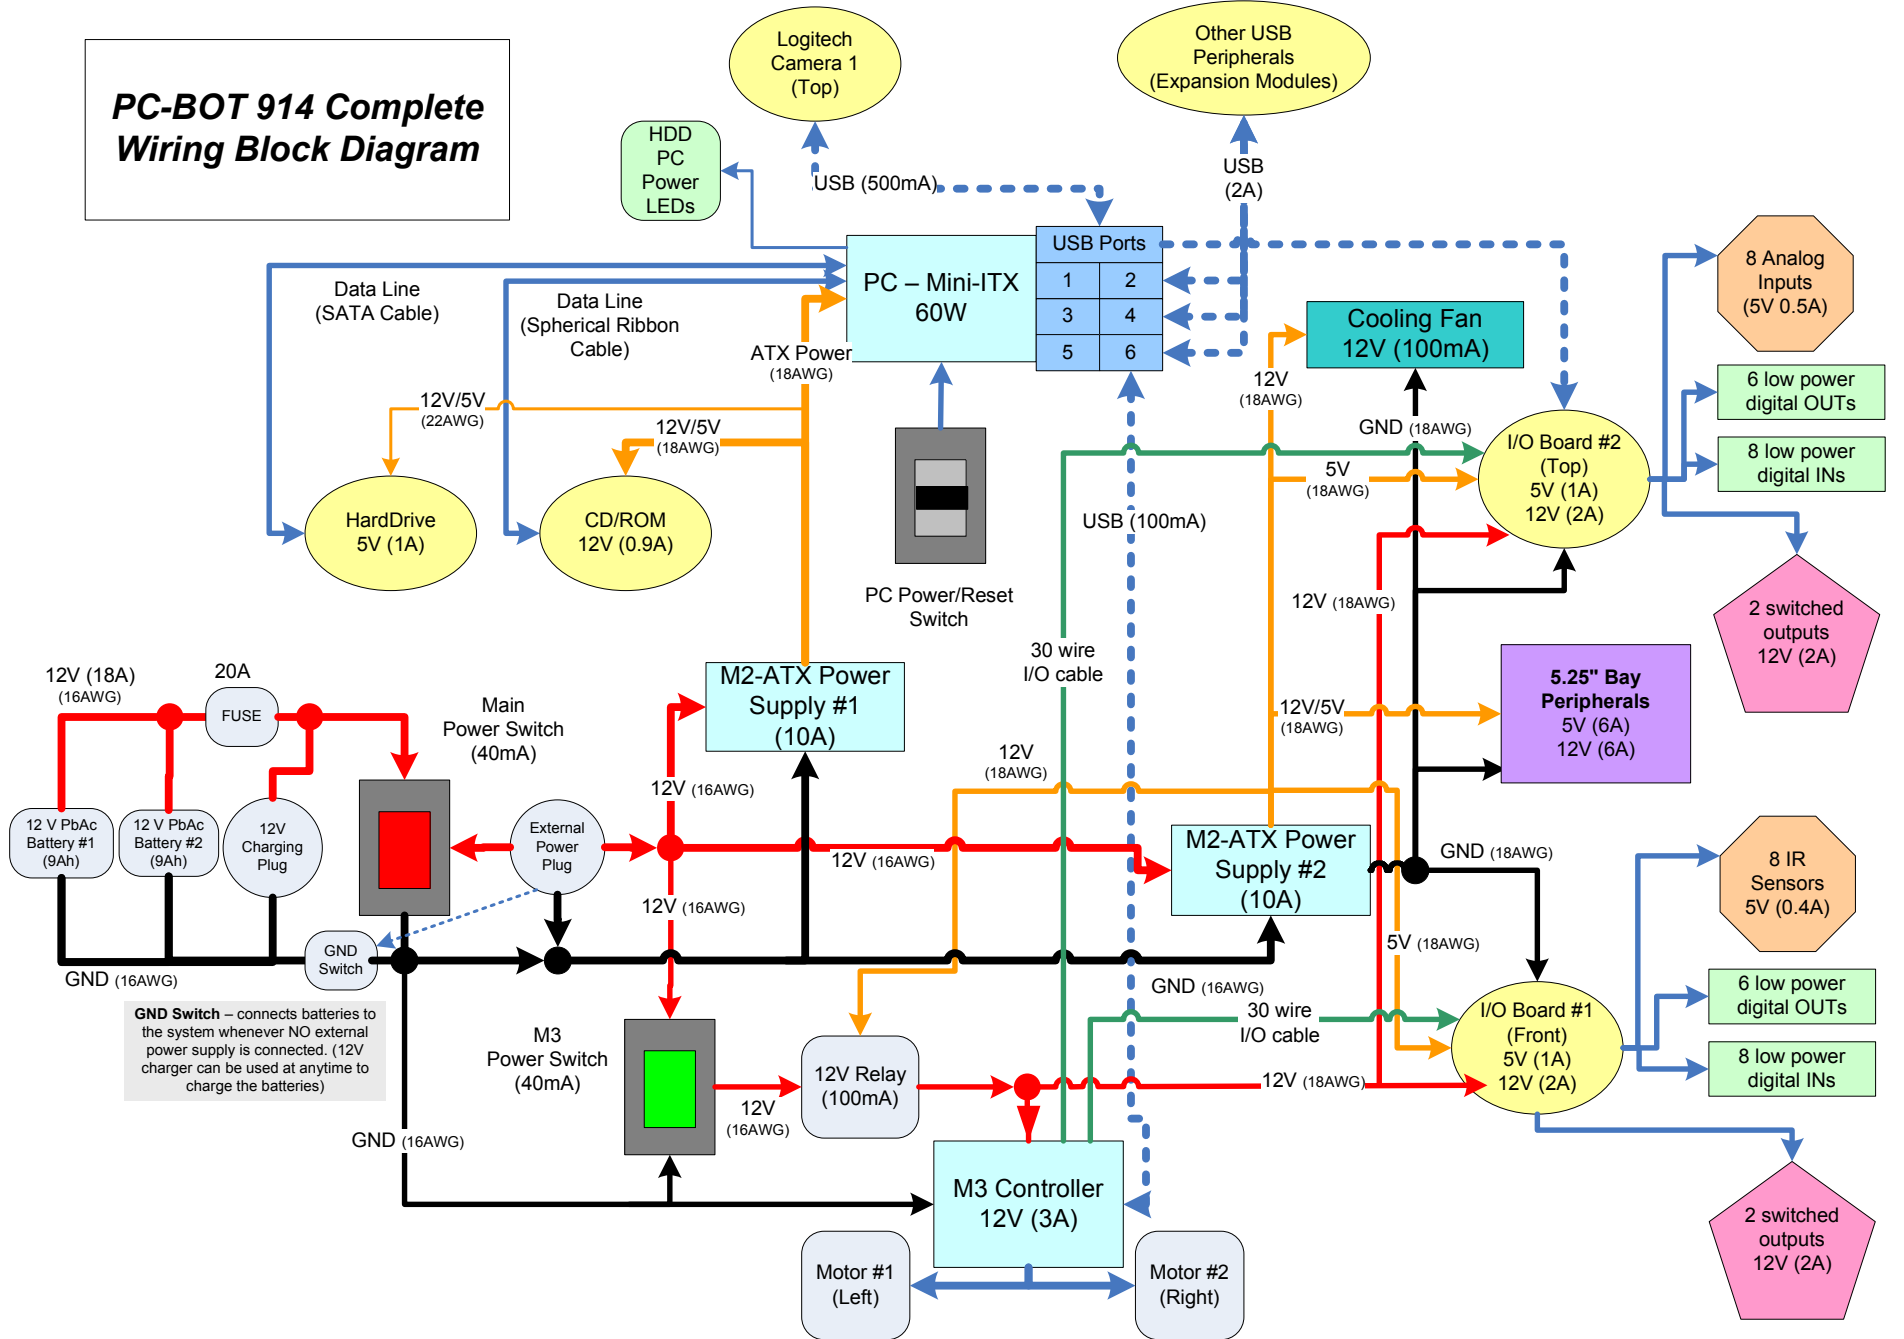 PC-BOT 914 Complete
Wiring Block Diagram
Logitech
Camera 1
(Top)
Other USB
Peripherals
(Expansion Modules)
HDD
PC
Power
LEDs
USB (500mA)
USB
(2A)
USB Ports
1
2
3
4
5
6
PC – Mini-ITX
60W
Data Line
(SATA Cable)
Data Line
(Spherical Ribbon
Cable)
ATX Power
(18AWG)
12V/5V
(22AWG)
12V/5V
(18AWG)
HardDrive
5V (1A)
CD/ROM
12V (0.9A)
PC Power/Reset
Switch
Cooling Fan
12V (100mA)
12V
(18AWG)
GND (18AWG)
5V
(18AWG)
USB (100mA)
I/O Board #2
(Top)
5V (1A)
12V (2A)
8 Analog
Inputs
(5V 0.5A)
6 low power
digital OUTs
8 low power
digital INs
2 switched
outputs
12V (2A)
12V (18AWG)
30 wire
I/O cable
12V (18A)
(16AWG)
20A
FUSE
Main
Power Switch
(40mA)
M2-ATX Power
Supply #1
(10A)
12V (16AWG)
12V
(18AWG)
12V/5V
(18AWG)
5.25" Bay
Peripherals
5V (6A)
12V (6A)
12 V PbAc
Battery #1
(9Ah)
12 V PbAc
Battery #2
(9Ah)
12V
Charging
Plug
External
Power
Plug
12V (16AWG)
M2-ATX Power
Supply #2
(10A)
GND (18AWG)
12V (16AWG)
8 IR
Sensors
5V (0.4A)
GND
Switch
GND (16AWG)
5V (18AWG)
GND (16AWG)
GND Switch – connects batteries to
the system whenever NO external
power supply is connected. (12V
charger can be used at anytime to
charge the batteries)
M3
Power Switch
(40mA)
12V Relay
(100mA)
12V
(16AWG)
30 wire
I/O cable
12V (18AWG)
I/O Board #1
(Front)
5V (1A)
12V (2A)
6 low power
digital OUTs
8 low power
digital INs
GND (16AWG)
M3 Controller
12V (3A)
Motor #1
(Left)
Motor #2
(Right)
2 switched
outputs
12V (2A)